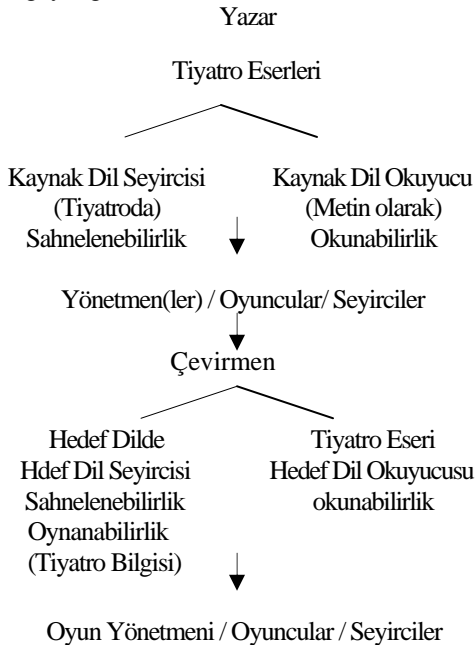 Yazar
Tiyatro Eserleri
Kaynak Dil Seyircisi
(Tiyatroda)
Sahnelenebilirlik
Kaynak Dil Okuyucu
(Metin olarak)
Okunabilirlik
Yönetmen(ler) / Oyuncular/ Seyirciler
Çevirmen
Hedef Dilde
Hdef Dil Seyircisi
Sahnelenebilirlik
Oynanabilirlik
(Tiyatro Bilgisi)
Tiyatro Eseri
Hedef Dil Okuyucusu
okunabilirlik
Oyun Yönetmeni / Oyuncular / Seyirciler